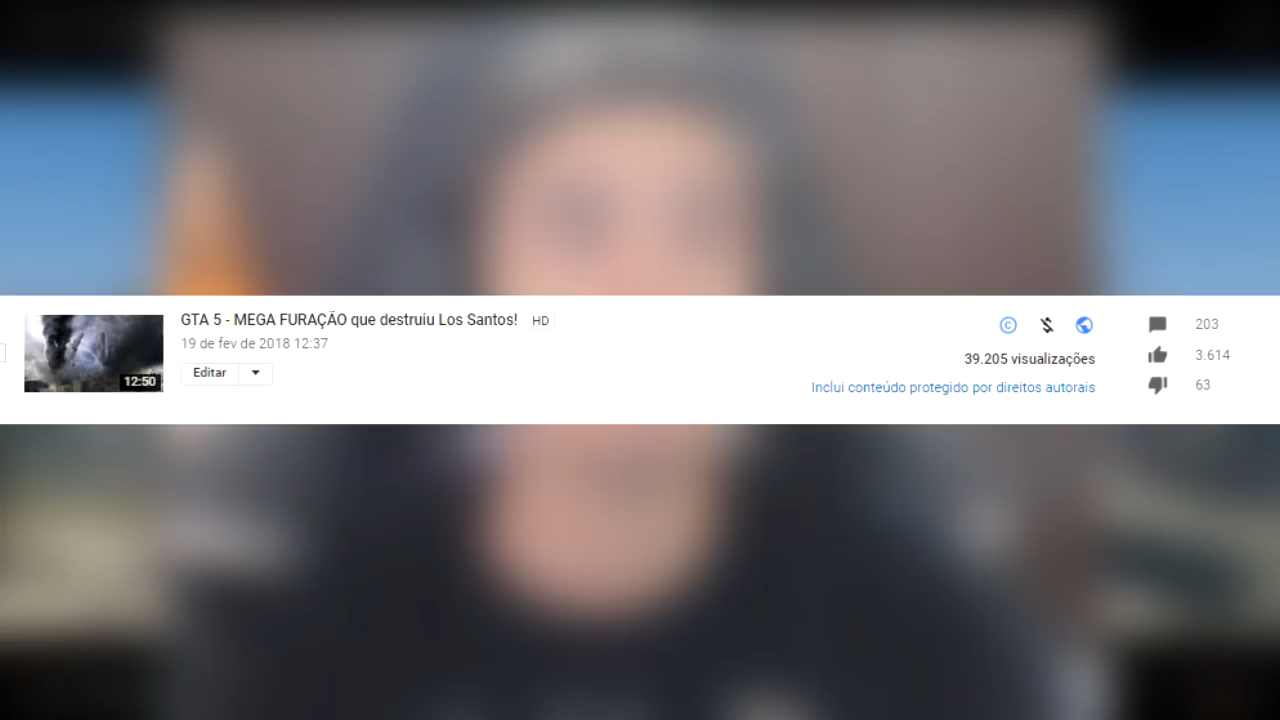 GTA 5 - MEGA FURAÇÃO que destruiu Los Santos! HD
19 de fev de 2018 12:37
12:50
Editar
39.205 visualizações
Inclui conteúdo protegido por direitos autorais
203
3.614
63